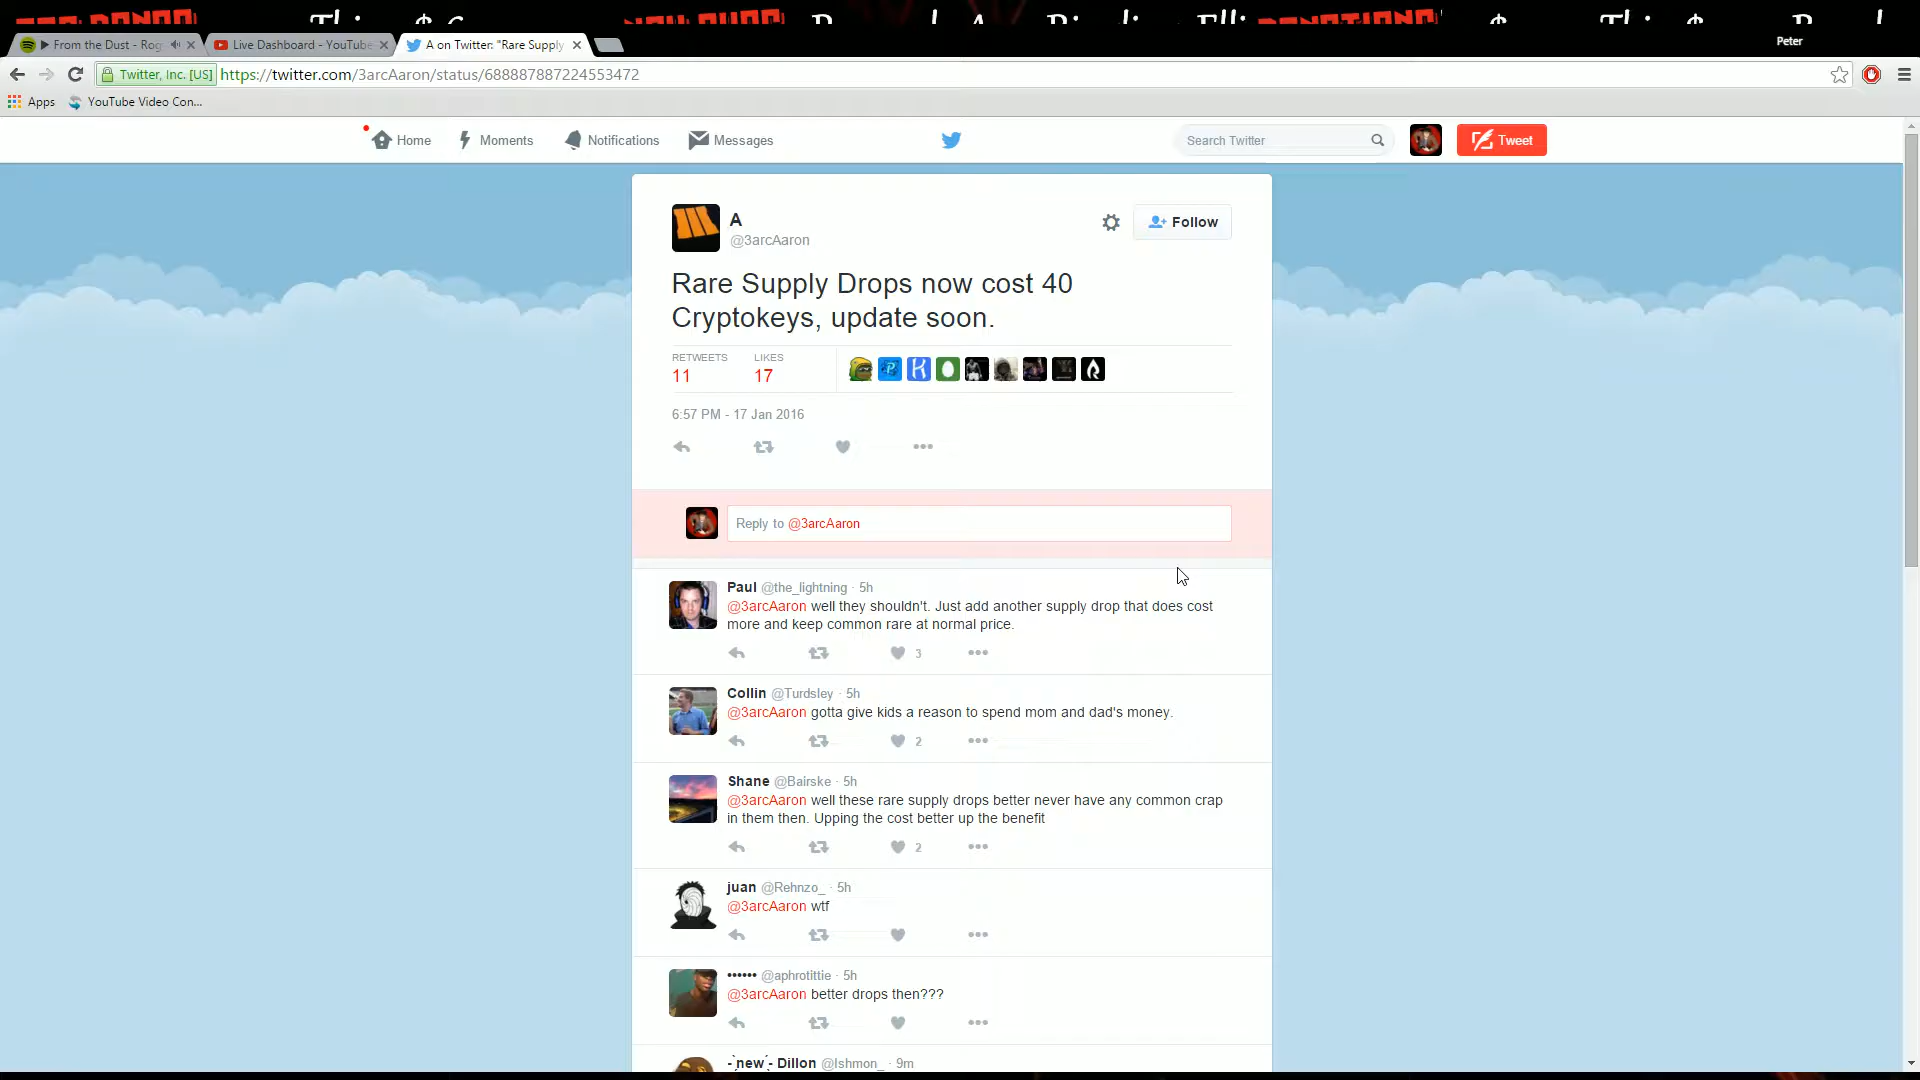 From the Dust - Rog
Live Dashboard - YouTube
A on Twitter: "Rare Supply
Peter
Twitter, Inc. [US] https://twitter.com/3arcAaron/status/688887887224553472
Apps YouTube Video Con...
Home Moments Notifications Messages Search Twitter Tweet
A
@3arcAaron
Follow
Rare Supply Drops now cost 40
Cryptokeys, update soon.
RETWEETS LIKES
11 17
6:57 PM - 17 Jan 2016
Reply to @3arcAaron
Paul @the_lightning · 5h
@3arcAaron well they shouldn't. Just add another supply drop that does cost
more and keep common rare at normal price.
3
Collin @Turdsley · 5h
@3arcAaron gotta give kids a reason to spend mom and dad's money.
2
Shane @Bairske · 5h
@3arcAaron well these rare supply drops better never have any common crap
in them then. Upping the cost better up the benefit
2
juan @Rehnzo_ · 5h
@3arcAaron wtf
•••••• @aphrotittie · 5h
@3arcAaron better drops then???
- ̗̀new ̖́- Dillon @Ishmon_ · 9m